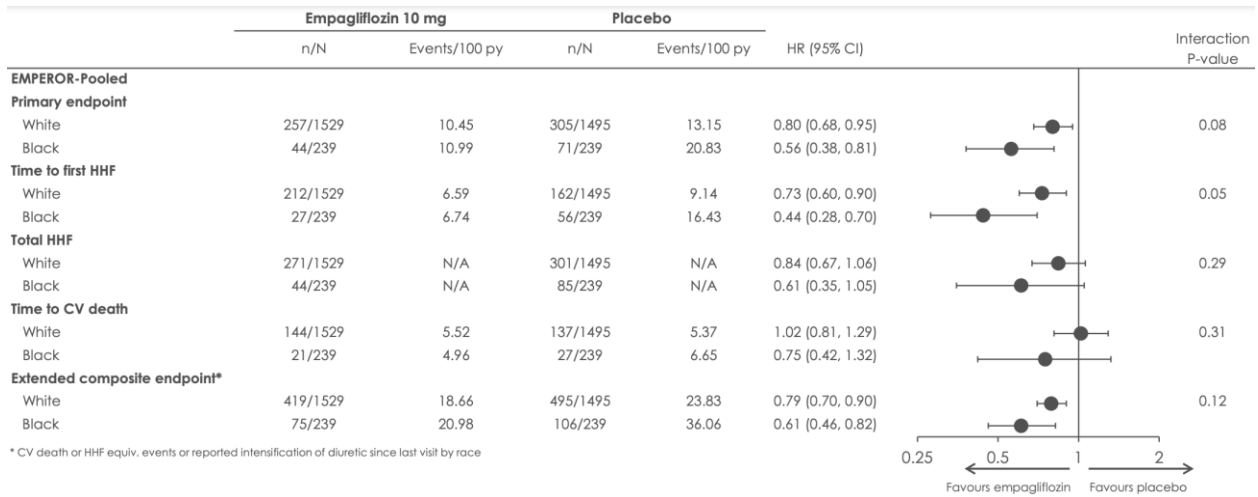 Empagliflozin 10 mg Placebo
n/N Events/100 py n/N Events/100 py HR (95% CI) Interaction
P-value
EMPEROR-Pooled
Primary endpoint
White 257/1529 10.45 305/1495 13.15 0.80 (0.68, 0.95) 0.08
Black 44/239 10.99 71/239 20.83 0.56 (0.38, 0.81)
Time to first HHF
White 212/1529 6.59 162/1495 9.14 0.73 (0.60, 0.90) 0.05
Black 27/239 6.74 56/239 16.43 0.44 (0.28, 0.70)
Total HHF
White 271/1529 N/A 301/1495 N/A 0.84 (0.67, 1.06) 0.29
Black 44/239 N/A 85/239 N/A 0.61 (0.35, 1.05)
Time to CV death
White 144/1529 5.52 137/1495 5.37 1.02 (0.81, 1.29) 0.31
Black 21/239 4.96 27/239 6.65 0.75 (0.42, 1.32)
Extended composite endpoint*
White 419/1529 18.66 495/1495 23.83 0.79 (0.70, 0.90) 0.12
Black 75/239 20.98 106/239 36.06 0.61 (0.46, 0.82)
* CV death or HHF equiv. events or reported intensification of diuretic since last visit by race
0.25 0.5 1 2
Favours empagliflozin Favours placebo